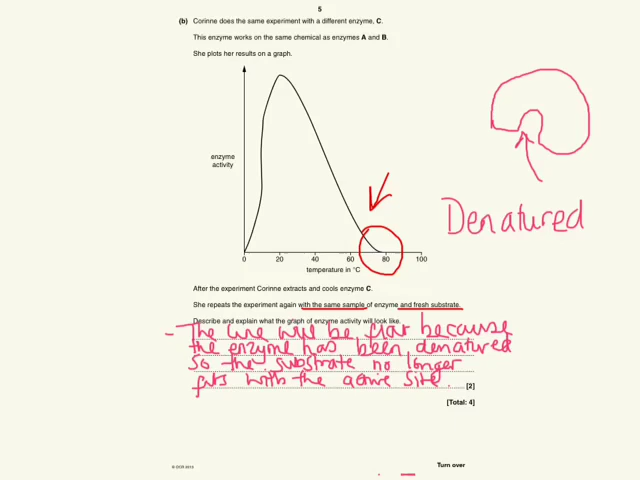 5
(b) Corinne does the same experiment with a different enzyme, C.
This enzyme works on the same chemical as enzymes A and B.
She plots her results on a graph.
enzyme
activity
Denatured
0 20 40 60 80 100
temperature in °C
After the experiment Corinne extracts and cools enzyme C.
She repeats the experiment again with the same sample of enzyme and fresh substrate.
Describe and explain what the graph of enzyme activity will look like.
- The line will be flat because
the enzyme has been denatured
so the substrate no longer
fits with the active site. [2]
[Total: 4]
© OCR 2013
Turn over